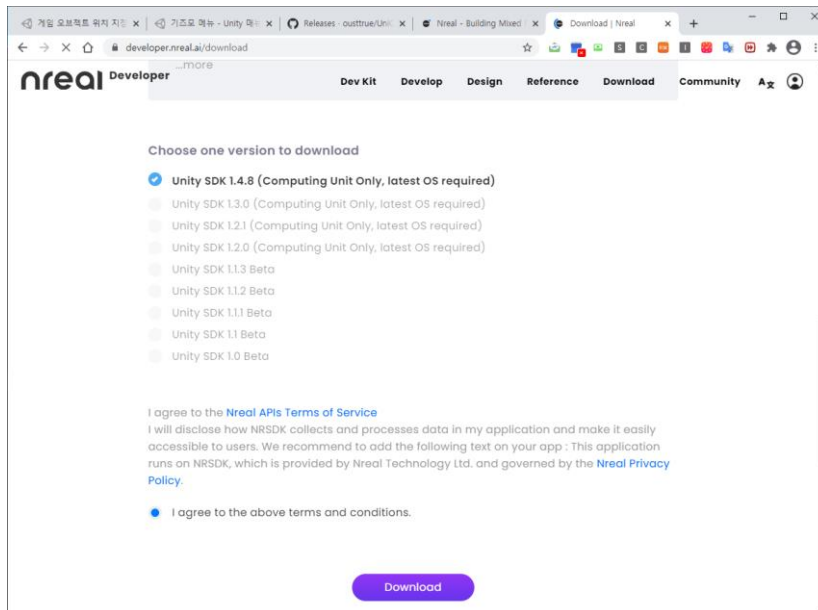 게임 오브젝트 위치 지정
기즈모 메뉴 - Unity 매뉴
Releases · ousttrue/Uni
Nreal - Building Mixed
Download | Nreal
developer.nreal.ai/download
...more
nreal Developer
Dev Kit
Develop
Design
Reference
Download
Community
Choose one version to download
Unity SDK 1.4.8 (Computing Unit Only, latest OS required)
Unity SDK 1.3.0 (Computing Unit Only, latest OS required)
Unity SDK 1.2.1 (Computing Unit Only, latest OS required)
Unity SDK 1.2.0 (Computing Unit Only, latest OS required)
Unity SDK 1.1.3 Beta
Unity SDK 1.1.2 Beta
Unity SDK 1.1.1 Beta
Unity SDK 1.1 Beta
Unity SDK 1.0 Beta
I agree to the Nreal APIs Terms of Service
I will disclose how NRSDK collects and processes data in my application and make it easily
accessible to users. We recommend to add the following text on your app : This application
runs on NRSDK, which is provided by Nreal Technology Ltd. and governed by the Nreal Privacy
Policy.
I agree to the above terms and conditions.
Download